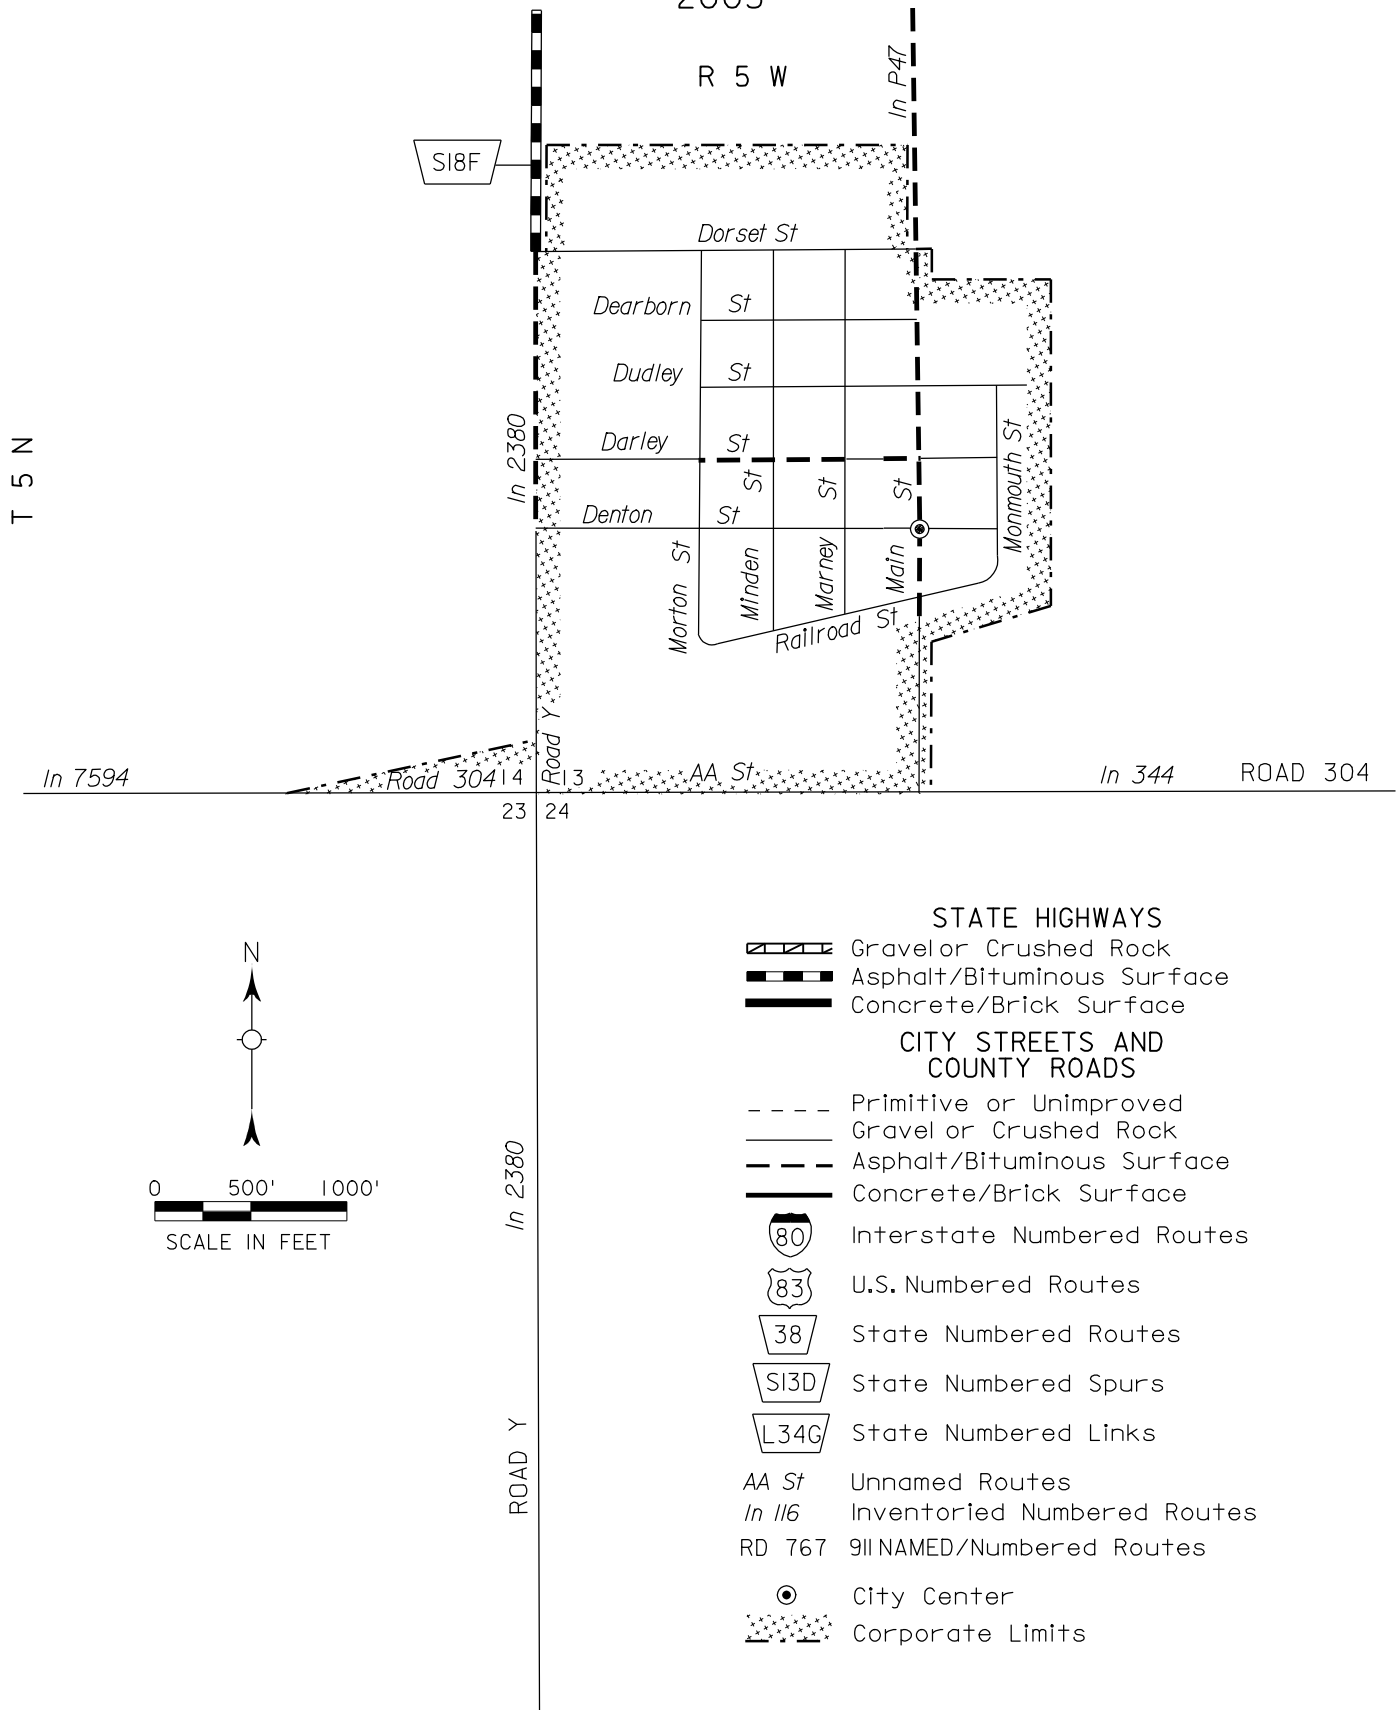 R 5 W
In P47
S18F
Dorset St
Dearborn St
Dudley St
Darley St
Denton St
T 5 N
In 2380
Morton St
Minden St
Marney St
Main St
Monmouth St
Railroad St
Road Y
In 7594
Road 304
14
13
AA St
In 344
ROAD 304
23
24
N
0 500' 1000'
SCALE IN FEET
In 2380
ROAD Y
STATE HIGHWAYS
Gravel or Crushed Rock
Asphalt/Bituminous Surface
Concrete/Brick Surface
CITY STREETS AND
COUNTY ROADS
Primitive or Unimproved
Gravel or Crushed Rock
Asphalt/Bituminous Surface
Concrete/Brick Surface
80 Interstate Numbered Routes
83 U.S. Numbered Routes
38 State Numbered Routes
S13D State Numbered Spurs
L34G State Numbered Links
AA St Unnamed Routes
In 116 Inventoried Numbered Routes
RD 767 911 NAMED/Numbered Routes
City Center
Corporate Limits